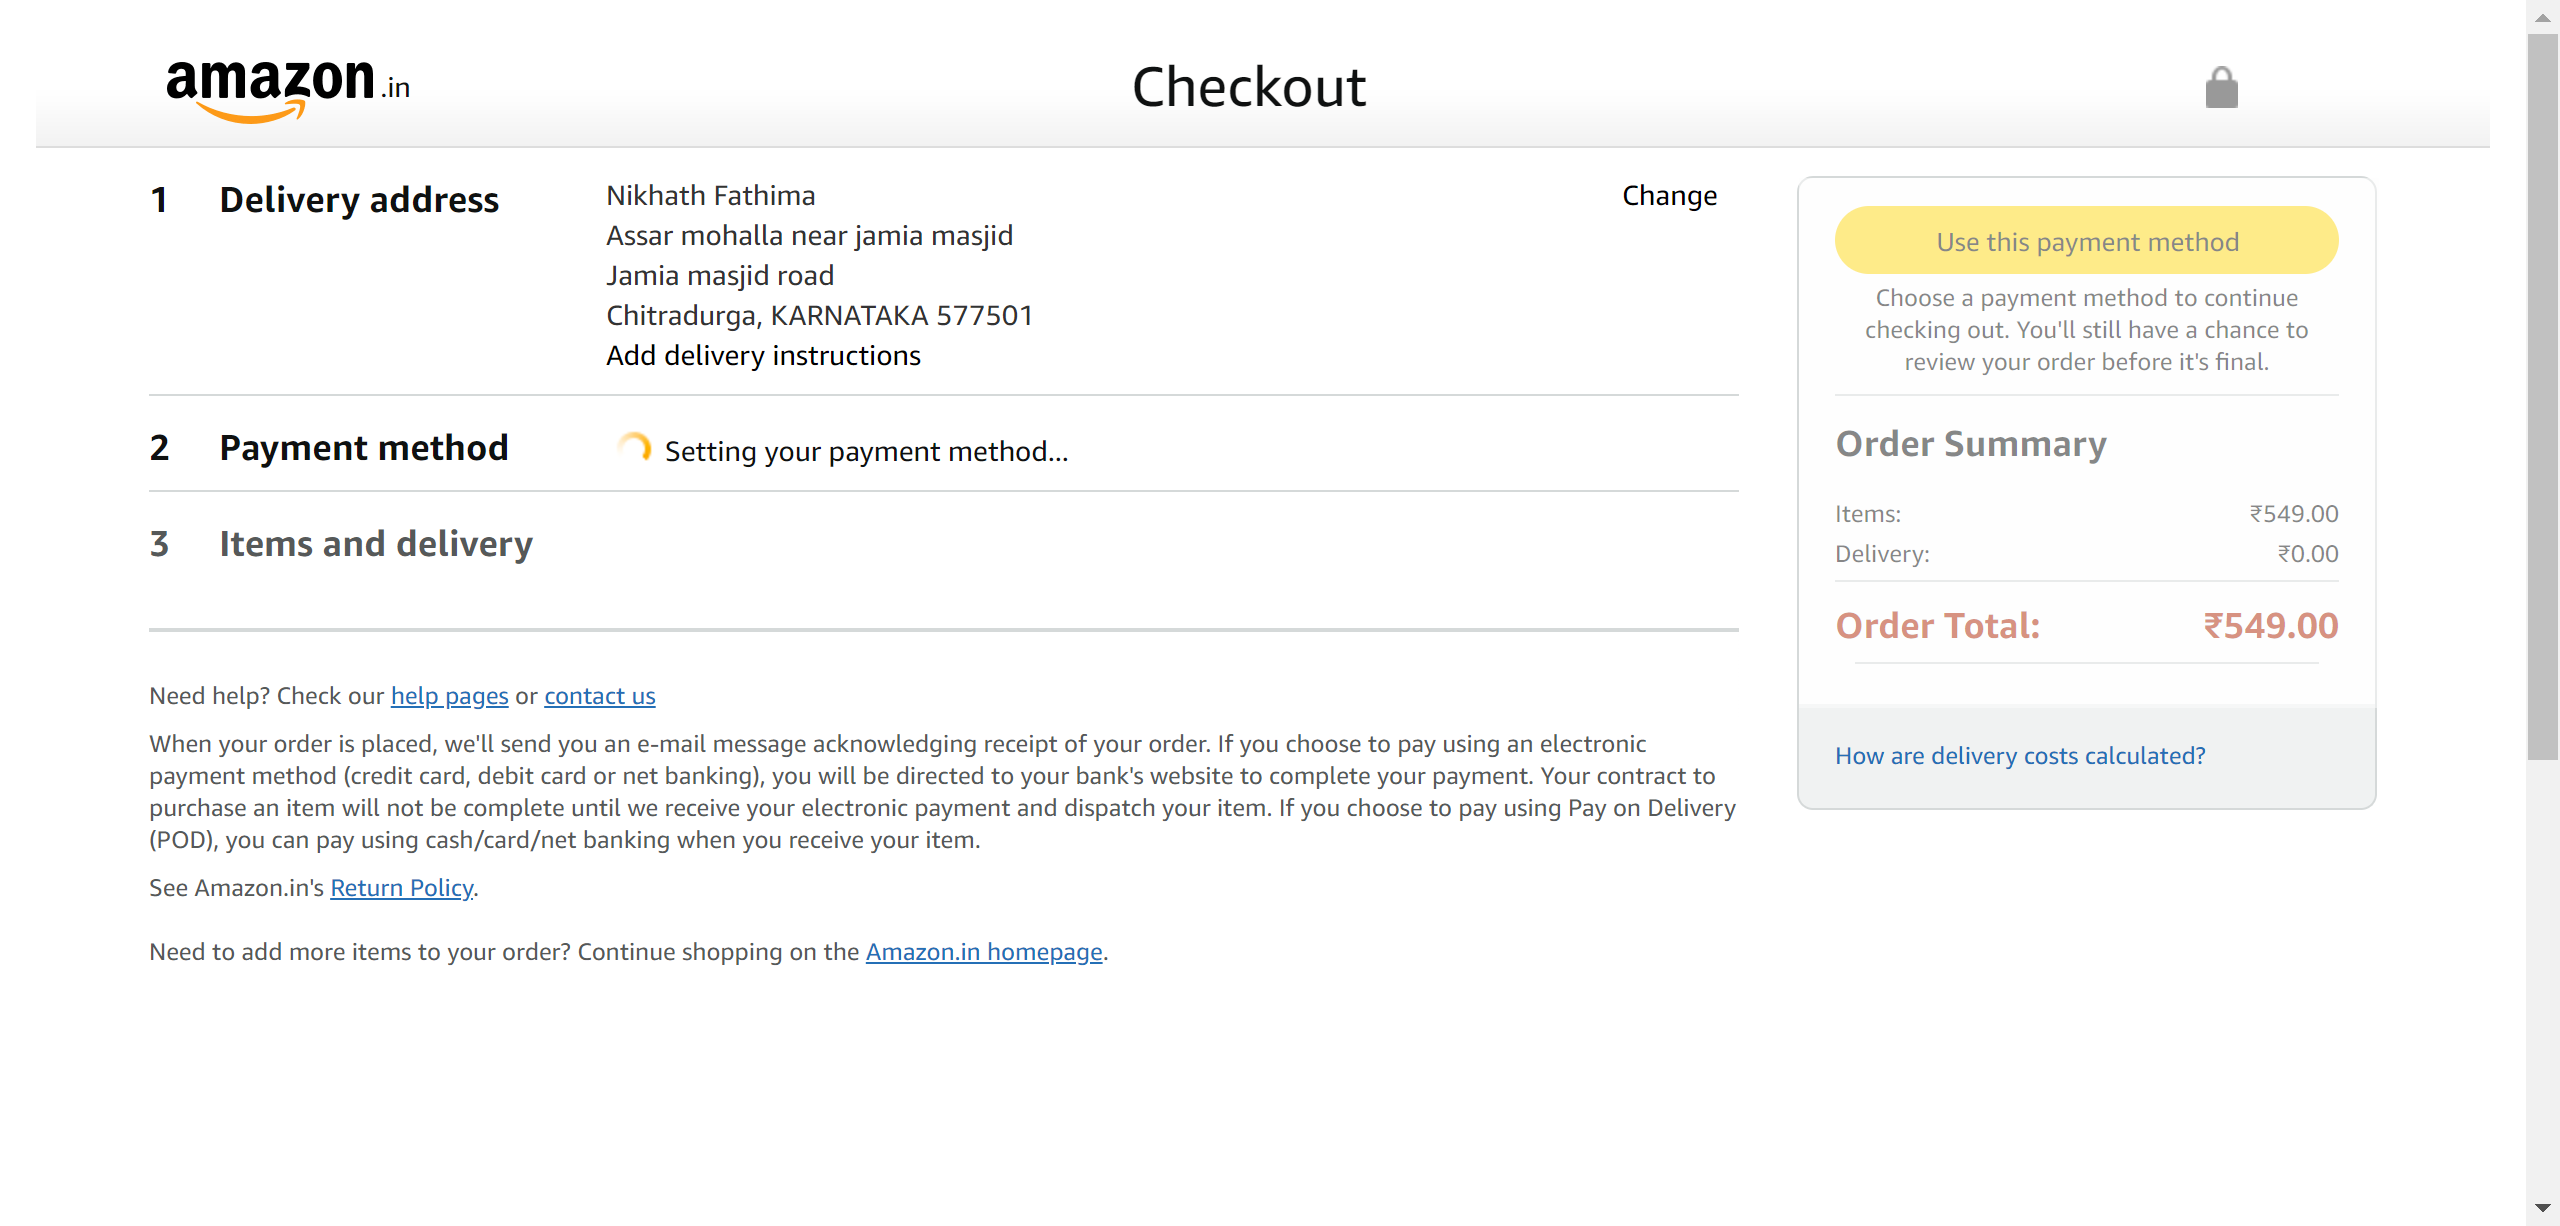 amazon.in
Checkout
1 Delivery address
Nikhath Fathima
Change
Assar mohalla near jamia masjid
Jamia masjid road
Chitradurga, KARNATAKA 577501
Add delivery instructions
2 Payment method
Setting your payment method...
3 Items and delivery
Need help? Check our help pages or contact us
When your order is placed, we'll send you an e-mail message acknowledging receipt of your order. If you choose to pay using an electronic
payment method (credit card, debit card or net banking), you will be directed to your bank's website to complete your payment. Your contract to
purchase an item will not be complete until we receive your electronic payment and dispatch your item. If you choose to pay using Pay on Delivery
(POD), you can pay using cash/card/net banking when you receive your item.
See Amazon.in's Return Policy.
Need to add more items to your order? Continue shopping on the Amazon.in homepage.
Use this payment method
Choose a payment method to continue
checking out. You'll still have a chance to
review your order before it's final.
Order Summary
Items: ₹549.00
Delivery: ₹0.00
Order Total: ₹549.00
How are delivery costs calculated?